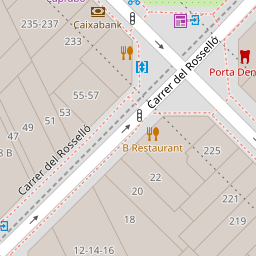 235-237
Caixabank
233
Carrer del Rosselló
Porta Den
55-57
53
51
49
47
8 B
Carrer del Rosselló
B Restaurant
225
22
20
221
18
219
12-14-16